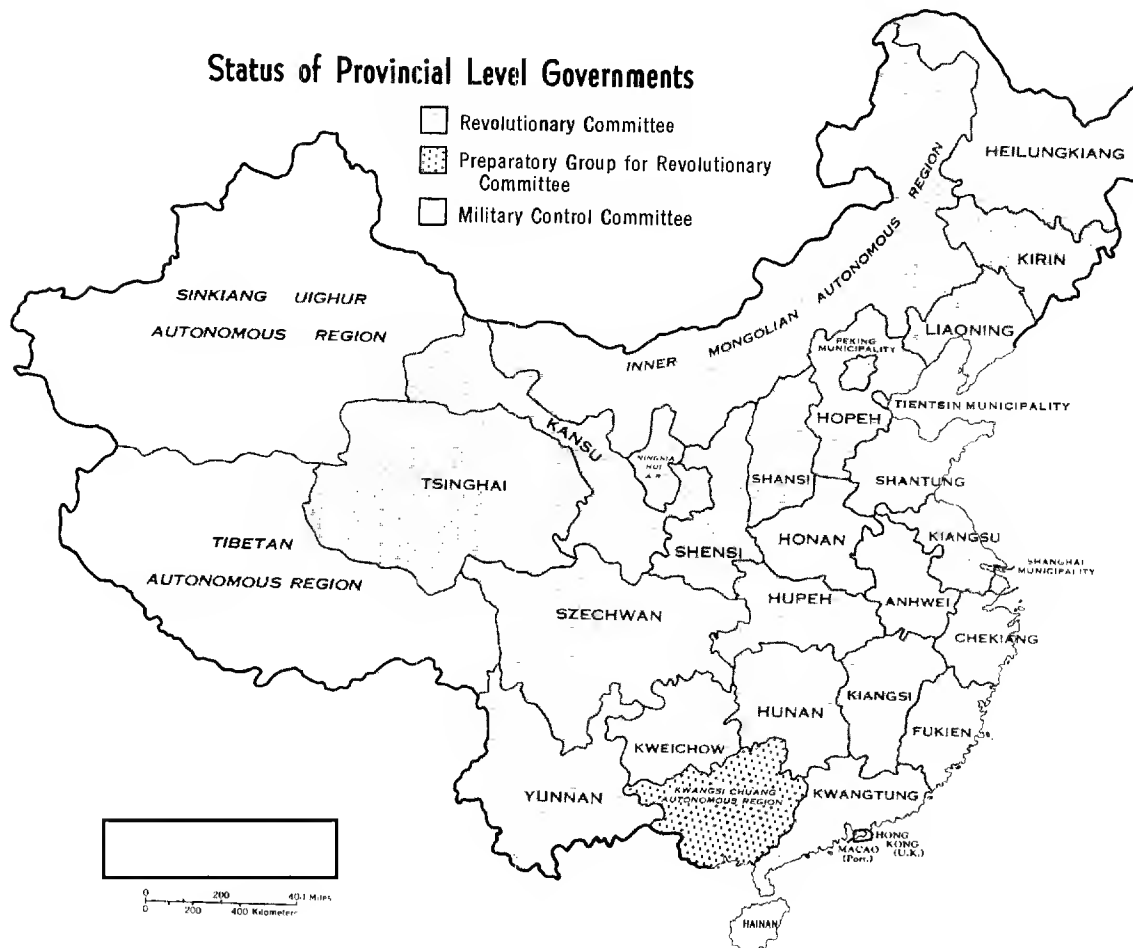 Status of Provincial Level Governments
Revolutionary Committee
Preparatory Group for Revolutionary
Committee
Military Control Committee
HEILUNGKIANG
KIRIN
LIAONING
INNER MONGOLIAN AUTONOMOUS REGION
SINKIANG UIGHUR
AUTONOMOUS REGION
PEKING
MUNICIPALITY
TIENTSIN MUNICIPALITY
HOPEH
KANSU
NINGSIA
HUI
A.R.
SHANSI
SHANTUNG
TSINGHAI
TIBETAN
AUTONOMOUS REGION
SHENSI
HONAN
KIANGSU
SHANGHAI
MUNICIPALITY
SZECHWAN
HUPEH
ANHWEI
CHEKIANG
HUNAN
KIANGSI
FUKIEN
KWEICHOW
YUNNAN
KWANGSI CHUANG
AUTONOMOUS REGION
KWANGTUNG
HONG
KONG
(U.K.)
MACAO
(Port.)
HAINAN
0 200 400 Miles
0 200 400 Kilometers